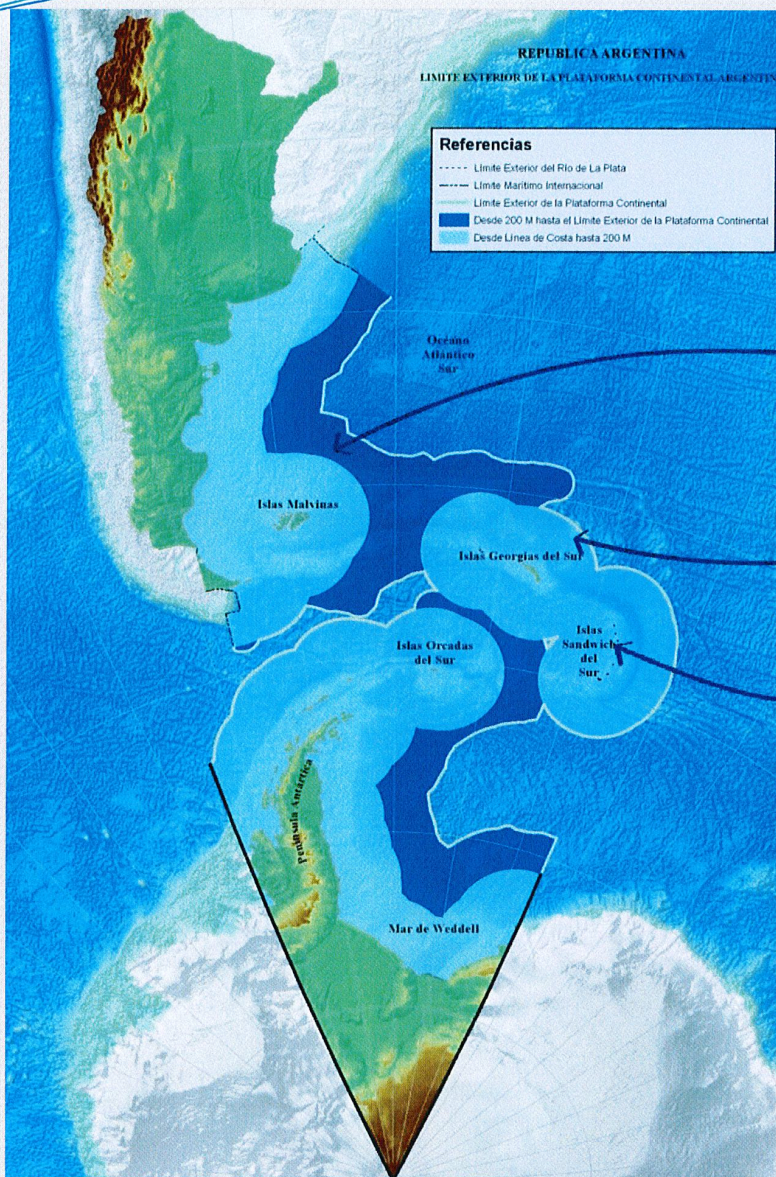 REPUBLICA ARGENTINA
LIMITE EXTERIOR DE LA PLATAFORMA CONTINENTAL ARGENTIN
Referencias
Límite Exterior del Río de La Plata
Límite Marítimo Internacional
Límite Exterior de la Plataforma Continental
Desde 200 M hasta el Límite Exterior de la Plataforma Continental
Desde Línea de Costa hasta 200 M
Océano
Atlántico
Sur
Islas Malvinas
Islas Georgias del Sur
Islas
Sandwich
del
Sur
Islas Orcadas
del Sur
Península Antártica
Mar de Weddell